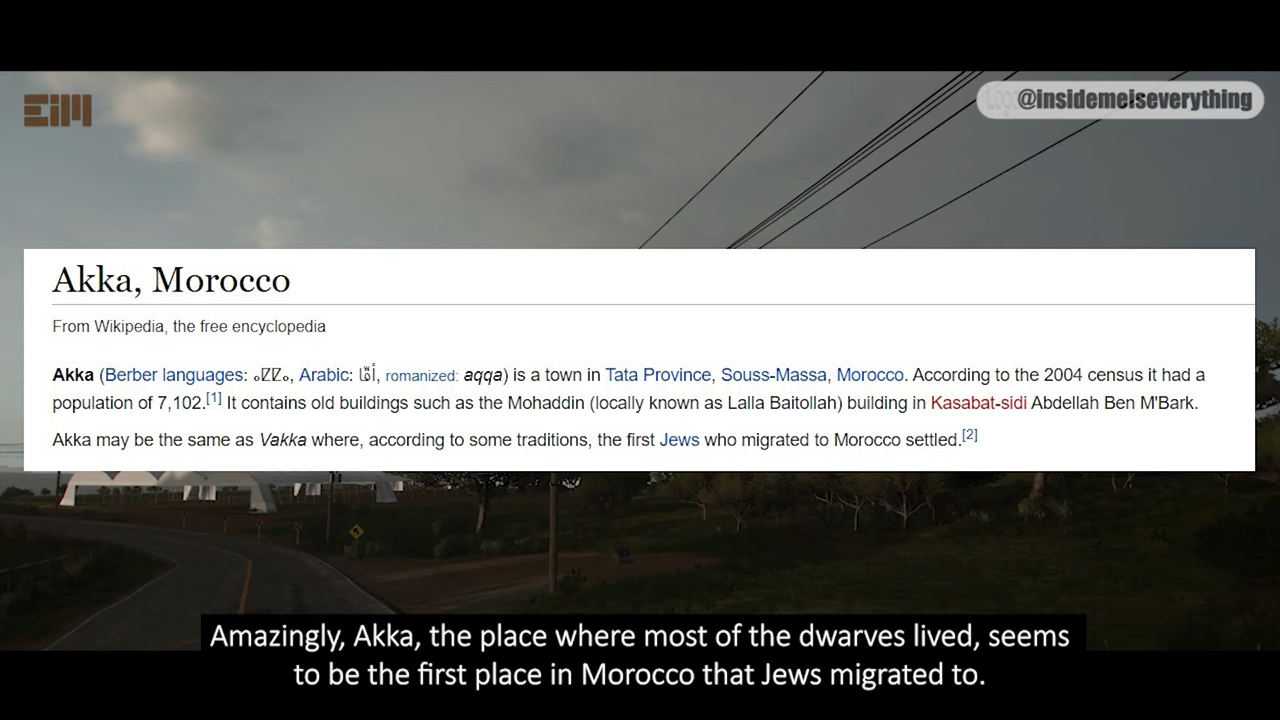 EiM
@insidemeiseverything
Akka, Morocco
From Wikipedia, the free encyclopedia
Akka (Berber languages: ⴰⵇⵇⴰ, Arabic: أقّا, romanized: aqqa) is a town in Tata Province, Souss-Massa, Morocco. According to the 2004 census it had a
population of 7,102.[1] It contains old buildings such as the Mohaddin (locally known as Lalla Baitollah) building in Kasabat-sidi Abdellah Ben M'Bark.
Akka may be the same as Vakka where, according to some traditions, the first Jews who migrated to Morocco settled.[2]
Amazingly, Akka, the place where most of the dwarves lived, seems
to be the first place in Morocco that Jews migrated to.